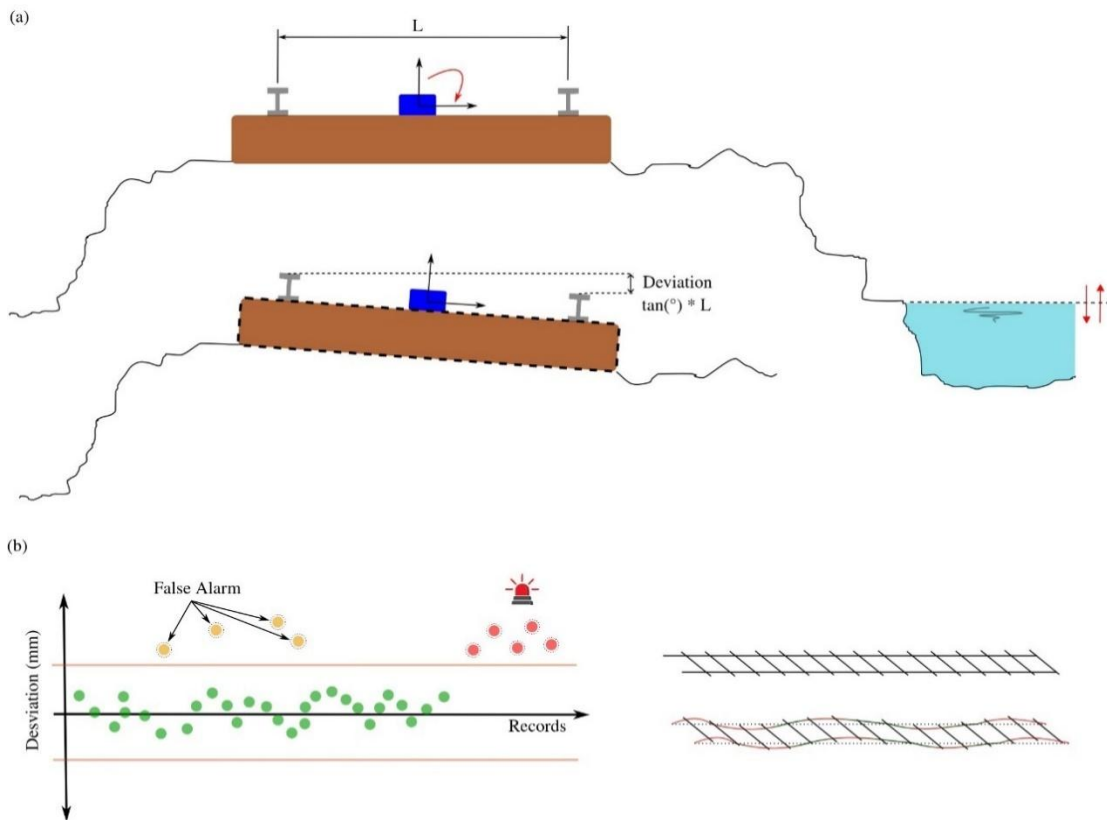 (a)
L
Deviation
tan(°) * L
(b)
False Alarm
Desviation (mm)
Records